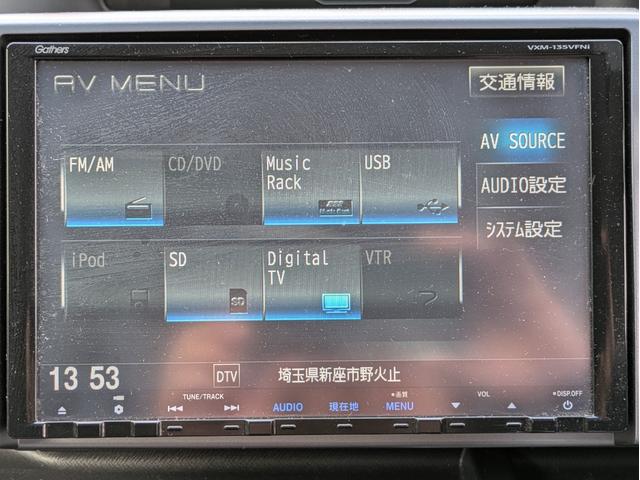 Gathers
VXM-135VFNi
AV MENU
交通情報
FM/AM
CD/DVD
Music Rack
USB
AV SOURCE
AUDIO設定
システム設定
iPod
SD
Digital TV
VTR
SD
13 53
DTV
埼玉県新座市野火止
TUNE/TRACK
AUDIO
現在地
*画質
MENU
VOL
*DISP.OFF